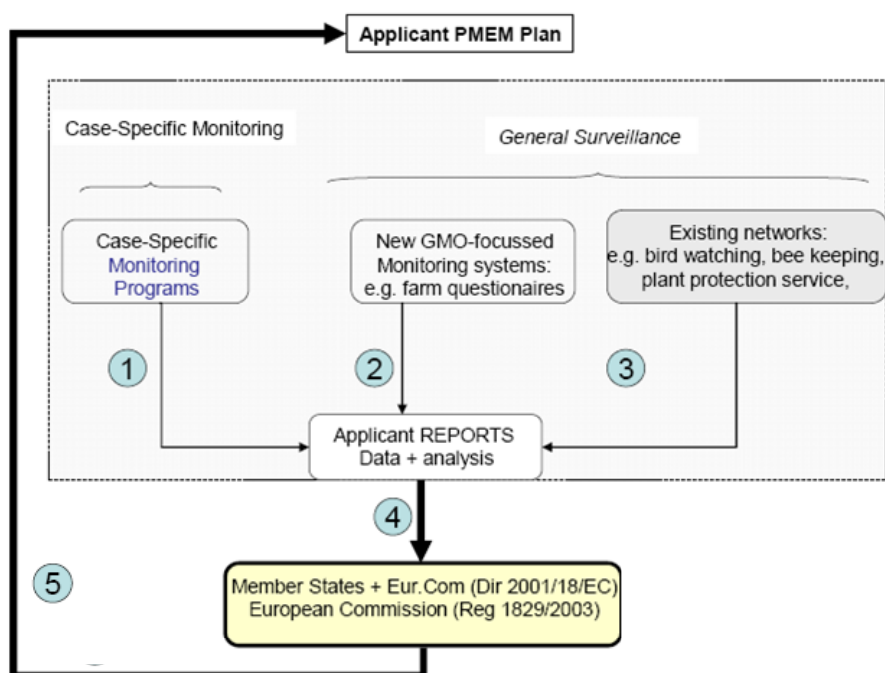 Applicant PMEM Plan
Case-Specific Monitoring
General Surveillance
Case-Specific
Monitoring
Programs
New GMO-focussed
Monitoring systems:
e.g. farm questionaires
Existing networks:
e.g. bird watching, bee keeping,
plant protection service,
1
2
3
Applicant REPORTS
Data + analysis
4
5
Member States + Eur.Com (Dir 2001/18/EC)
European Commission (Reg 1829/2003)